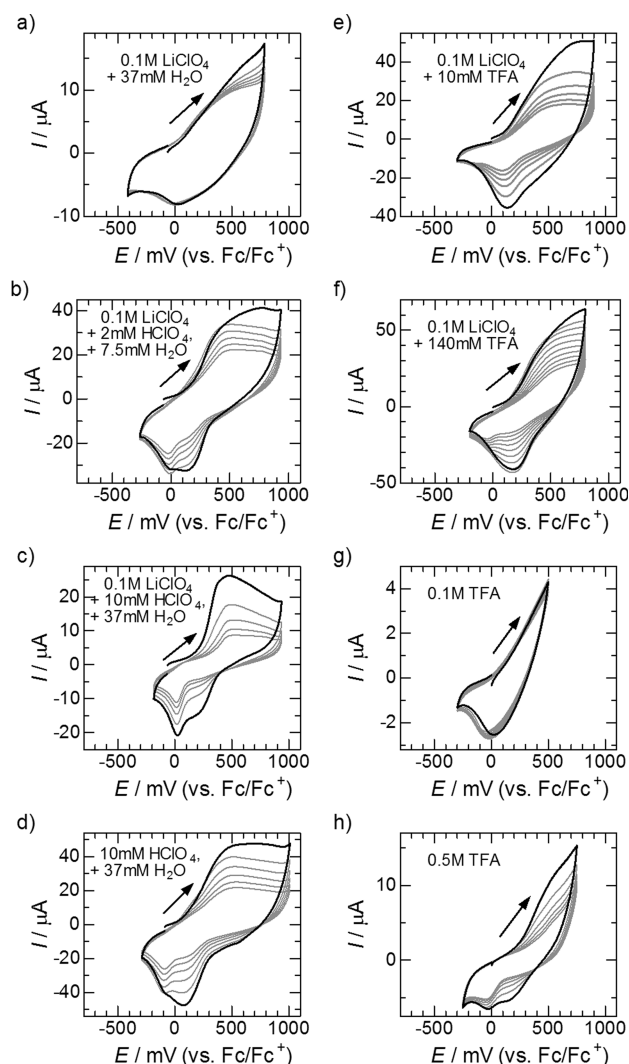 a)
0.1M LiClO4
+ 37mM H2O
10
0
-10
I / µA
-500 0 500 1000
E / mV (vs. Fc/Fc+)
b)
0.1M LiClO4
+ 2mM HClO4,
+ 7.5mM H2O
40
20
0
-20
I / µA
-500 0 500 1000
E / mV (vs. Fc/Fc+)
c)
0.1M LiClO4
+ 10mM HClO4,
+ 37mM H2O
20
10
0
-10
-20
I / µA
-500 0 500 1000
E / mV (vs. Fc/Fc+)
d)
10mM HClO4,
+ 37mM H2O
40
20
0
-20
-40
I / µA
-500 0 500 1000
E / mV (vs. Fc/Fc+)
e)
0.1M LiClO4
+ 10mM TFA
40
20
0
-20
-40
I / µA
-500 0 500 1000
E / mV (vs. Fc/Fc+)
f)
0.1M LiClO4
+ 140mM TFA
50
0
-50
I / µA
-500 0 500 1000
E / mV (vs. Fc/Fc+)
g)
0.1M TFA
4
2
0
-2
I / µA
-500 0 500 1000
E / mV (vs. Fc/Fc+)
h)
0.5M TFA
10
0
I / µA
-500 0 500 1000
E / mV (vs. Fc/Fc+)